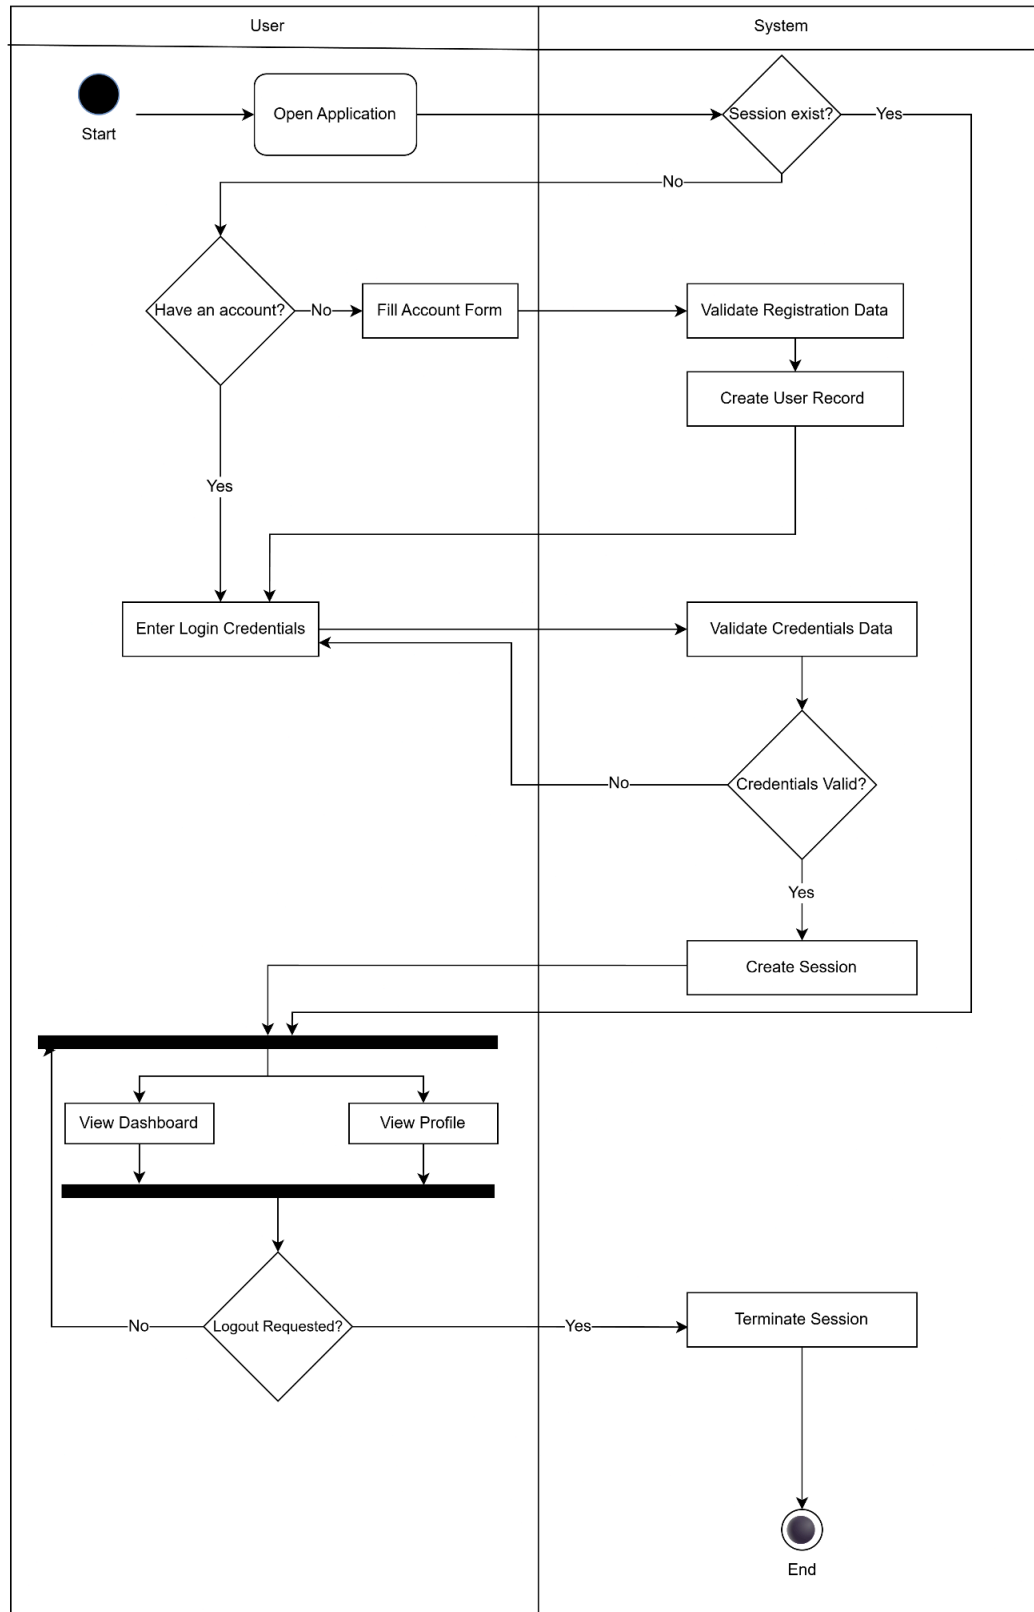 User
System
Start
Open Application
Session exist?
Yes
No
Have an account?
No
Fill Account Form
Validate Registration Data
Create User Record
Yes
Enter Login Credentials
Validate Credentials Data
No
Credentials Valid?
Yes
Create Session
View Dashboard
View Profile
No
Logout Requested?
Yes
Terminate Session
End